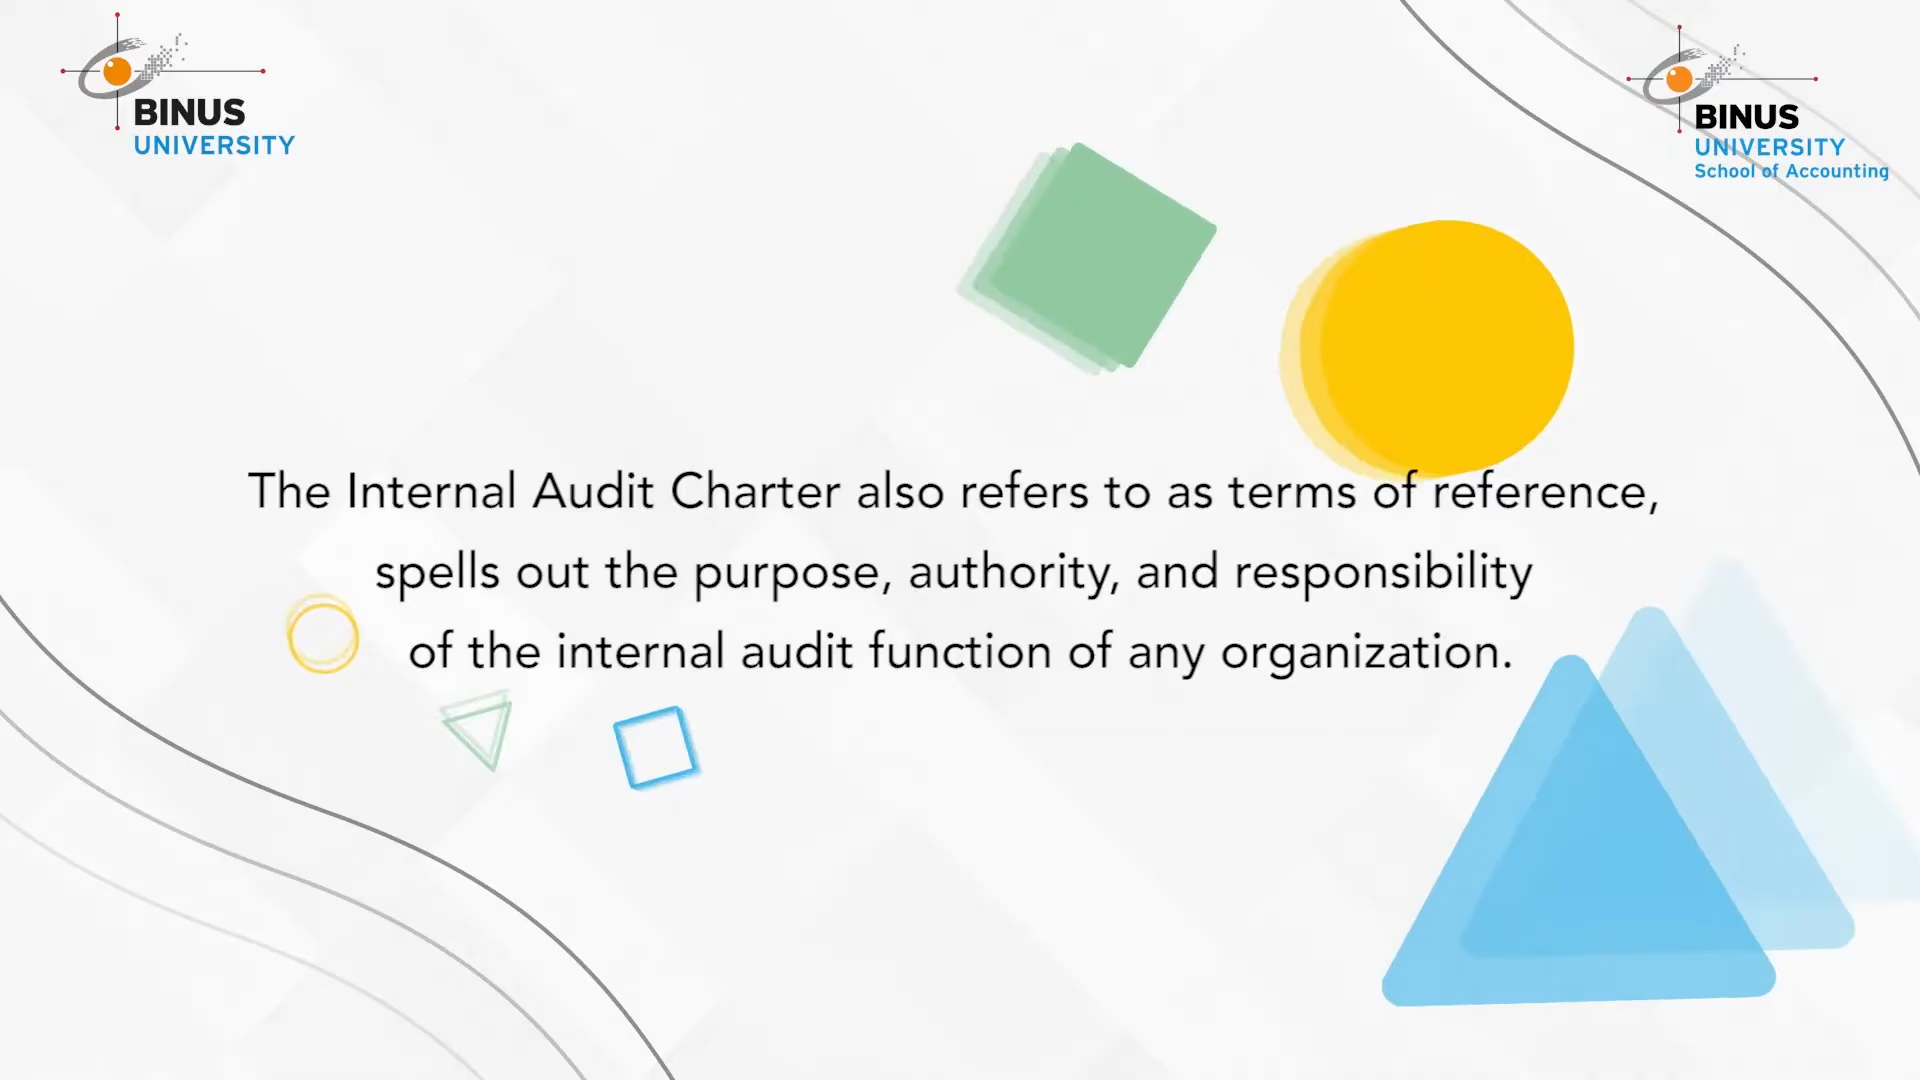 BINUS
UNIVERSITY
BINUS
UNIVERSITY
School of Accounting
The Internal Audit Charter also refers to as terms of reference,
spells out the purpose, authority, and responsibility
of the internal audit function of any organization.